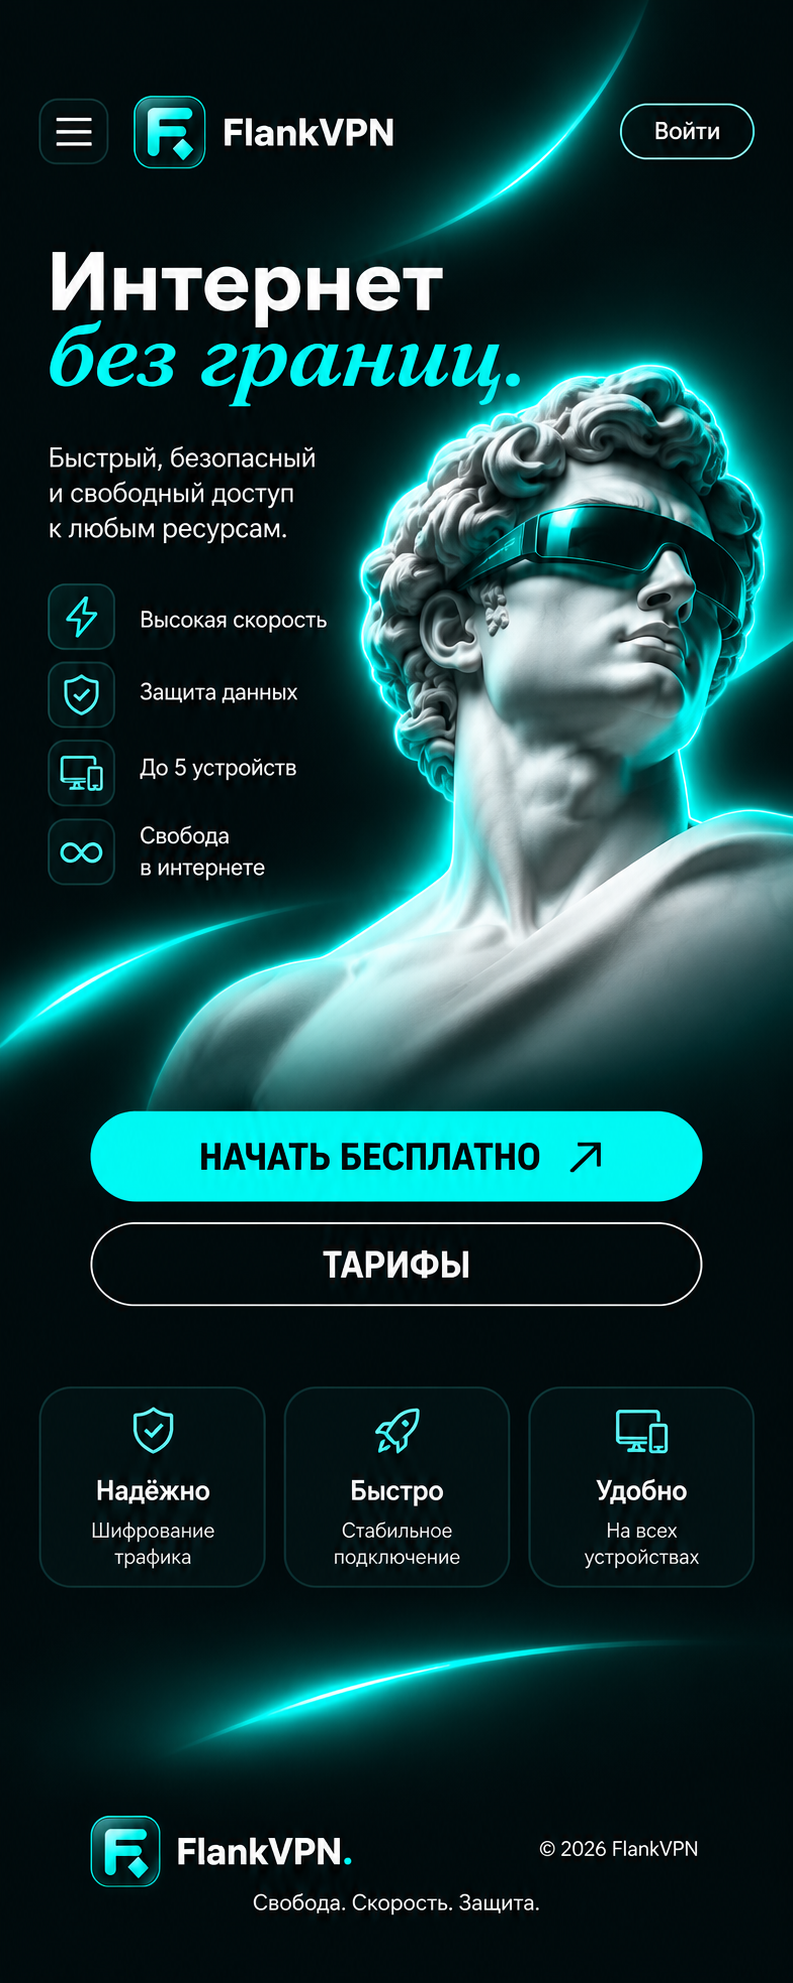 FlankVPN
Войти
Интернет
без границ.
Быстрый, безопасный
и свободный доступ
к любым ресурсам.
Высокая скорость
Защита данных
До 5 устройств
Свобода
в интернете
НАЧАТЬ БЕСПЛАТНО
ТАРИФЫ
Надёжно
Шифрование
трафика
Быстро
Стабильное
подключение
Удобно
На всех
устройствах
FlankVPN.
© 2026 FlankVPN
Свобода. Скорость. Защита.